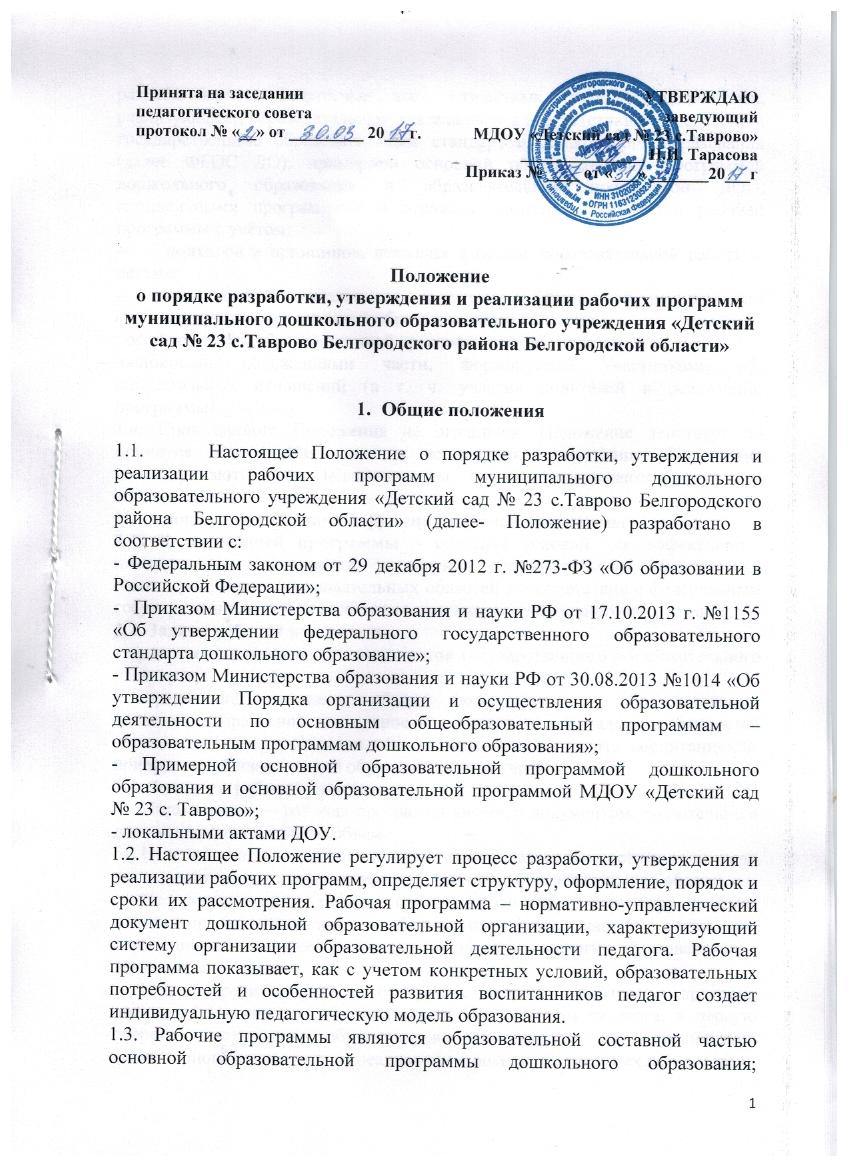 Принята на заседании
педагогического совета
протокол № «2» от 30.03 2017г.
УТВЕРЖДАЮ
заведующий
МДОУ «Детский сад № 23 с.Таврово»
Н.И. Тарасова
Приказ № от «31» 2017 г
Положение
о порядке разработки, утверждения и реализации рабочих программ
муниципального дошкольного образовательного учреждения «Детский
сад № 23 с.Таврово Белгородского района Белгородской области»
1. Общие положения
1.1. Настоящее Положение о порядке разработки, утверждения и
реализации рабочих программ муниципального дошкольного
образовательного учреждения «Детский сад № 23 с.Таврово Белгородского
района Белгородской области» (далее- Положение) разработано в
соответствии с:
- Федеральным законом от 29 декабря 2012 г. №273-ФЗ «Об образовании в
Российской Федерации»;
- Приказом Министерства образования и науки РФ от 17.10.2013 г. №1155
«Об утверждении федерального государственного образовательного
стандарта дошкольного образование»;
- Приказом Министерства образования и науки РФ от 30.08.2013 №1014 «Об
утверждении Порядка организации и осуществления образовательной
деятельности по основным общеобразовательный программам –
образовательным программам дошкольного образования»;
- Примерной основной образовательной программой дошкольного
образования и основной образовательной программой МДОУ «Детский сад
№ 23 с. Таврово»;
- локальными актами ДОУ.
1.2. Настоящее Положение регулирует процесс разработки, утверждения и
реализации рабочих программ, определяет структуру, оформление, порядок и
сроки их рассмотрения. Рабочая программа – нормативно-управленческий
документ дошкольной образовательной организации, характеризующий
систему организации образовательной деятельности педагога. Рабочая
программа показывает, как с учетом конкретных условий, образовательных
потребностей и особенностей развития воспитанников педагог создает
индивидуальную педагогическую модель образования.
1.3. Рабочие программы являются образовательной составной частью
основной образовательной программы дошкольного образования;
1